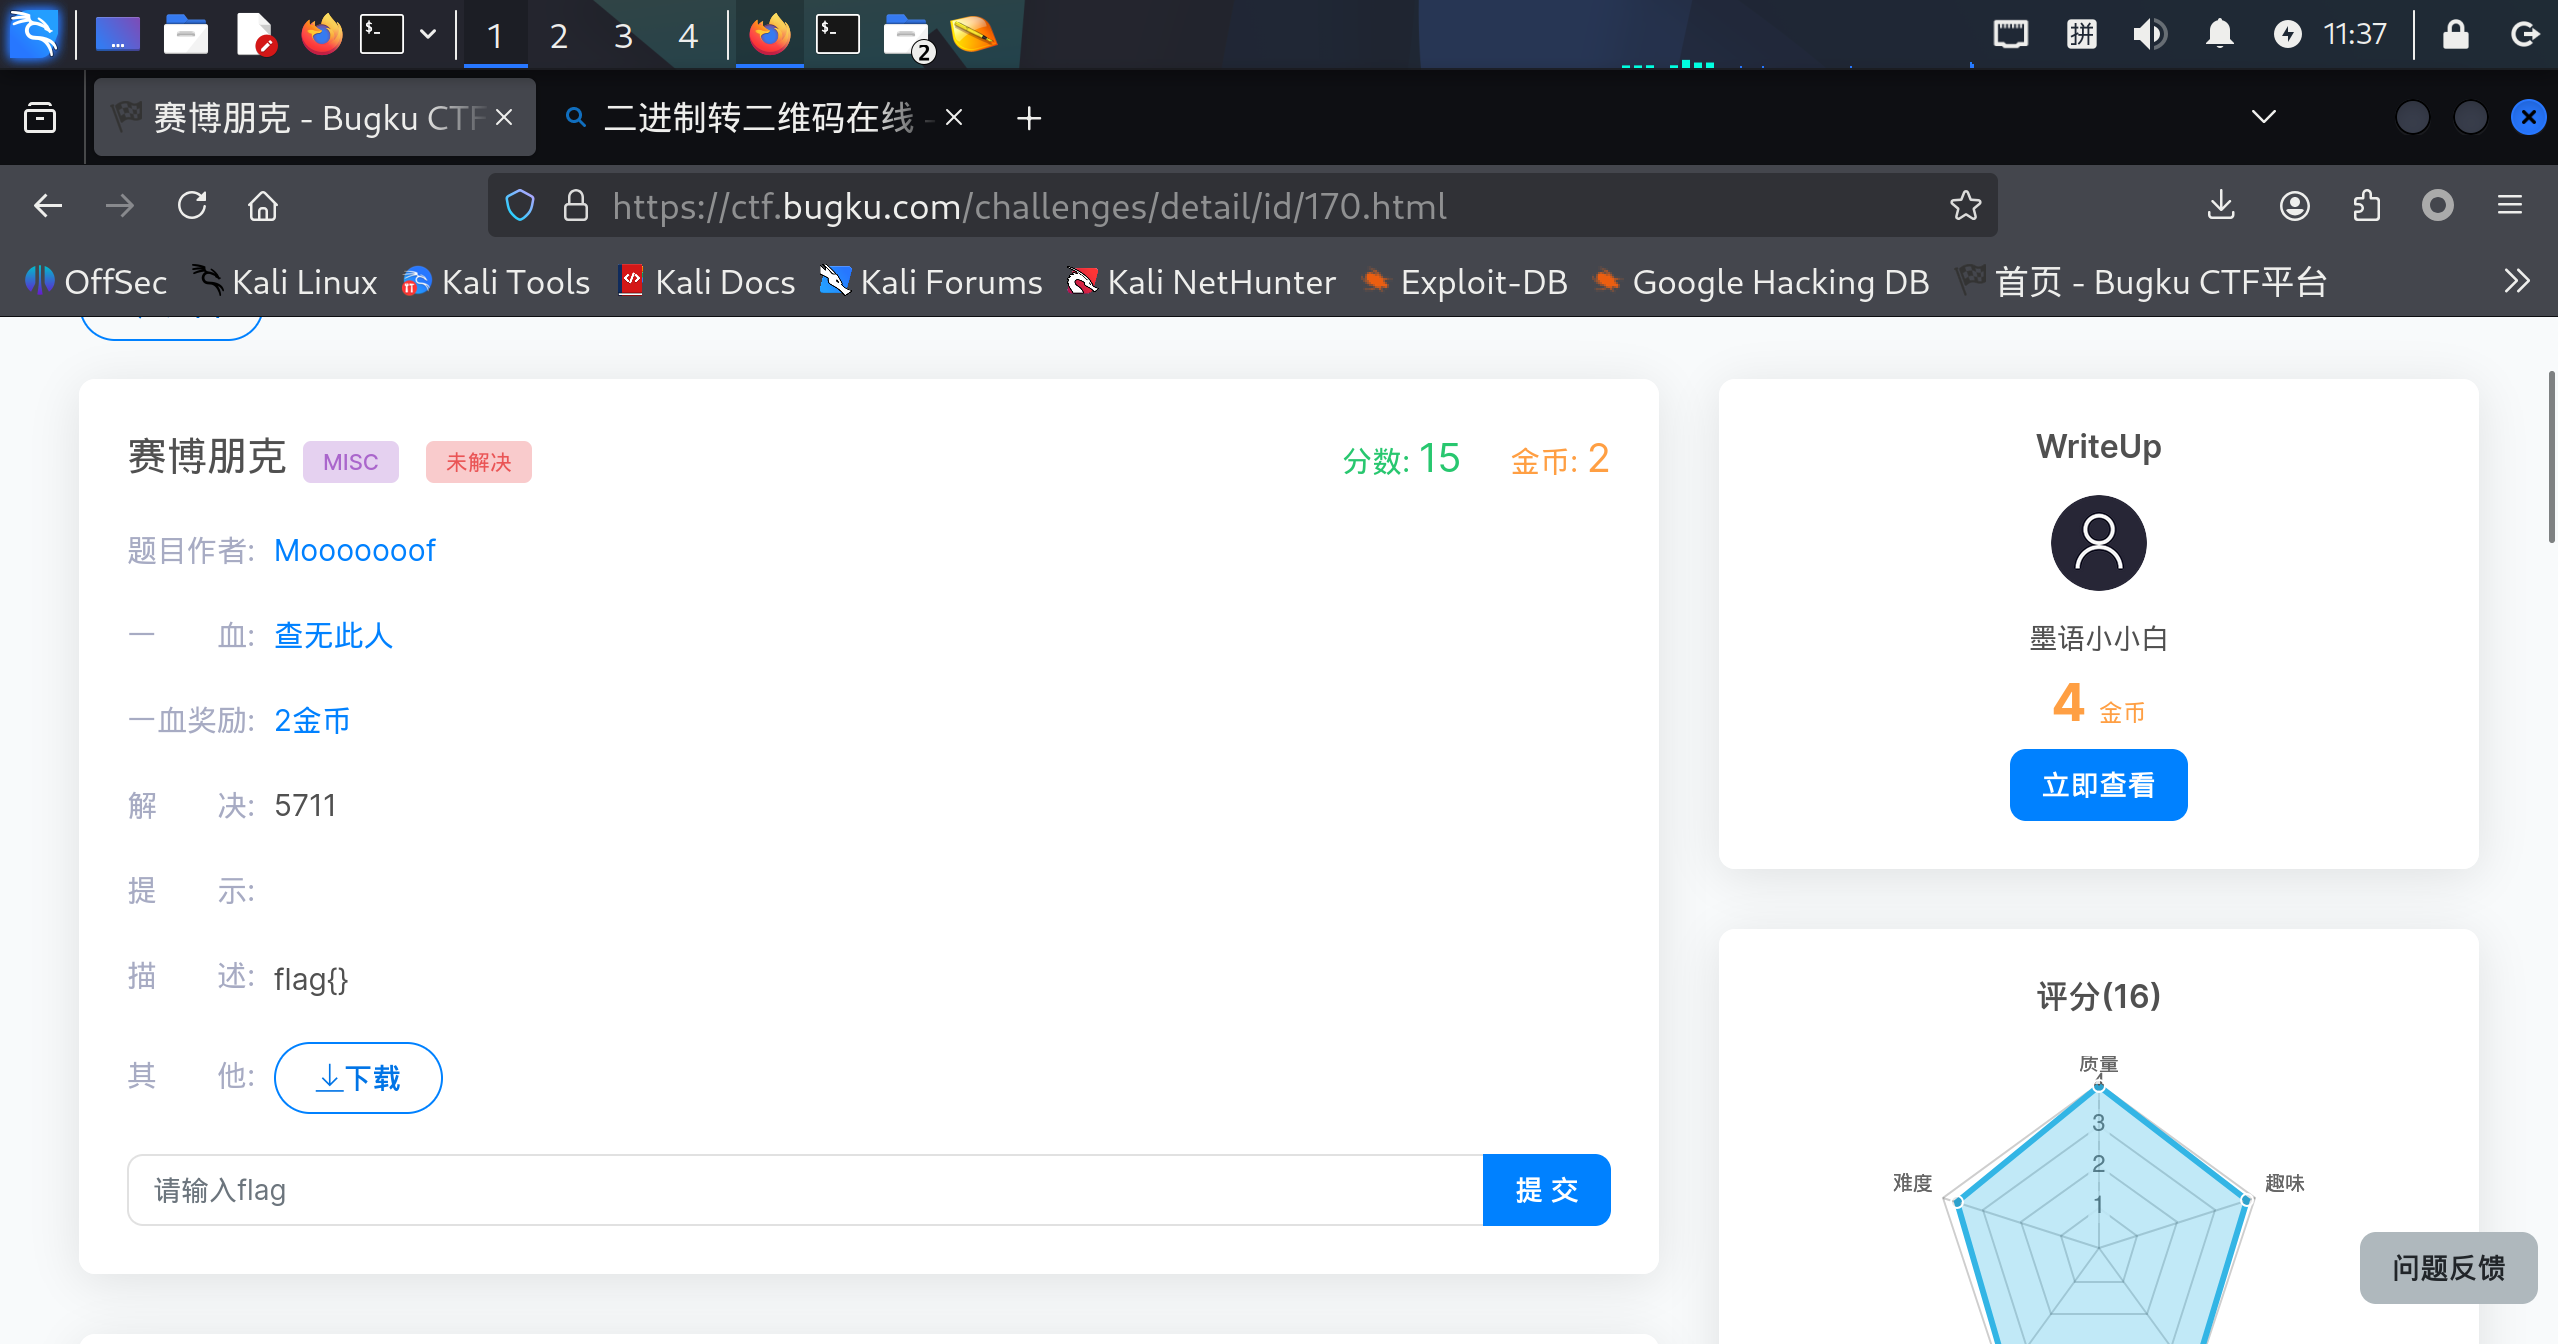 1 2 3 4 2 拼 11:37
赛博朋克 - Bugku CTF 二进制转二维码在线 -
https://ctf.bugku.com/challenges/detail/id/170.html
OffSec Kali Linux Kali Tools Kali Docs Kali Forums Kali NetHunter Exploit-DB Google Hacking DB 首页 - Bugku CTF平台
赛博朋克 MISC 未解决 分数: 15 金币: 2
题目作者: Mooooooof
一血: 查无此人
一血奖励: 2金币
解决: 5711
提示:
描述: flag{}
其他: 下载
请输入flag 提 交
WriteUp
墨语小小白
4 金币
立即查看
评分(16)
质量
4
3
2
难度 趣味
1
问题反馈